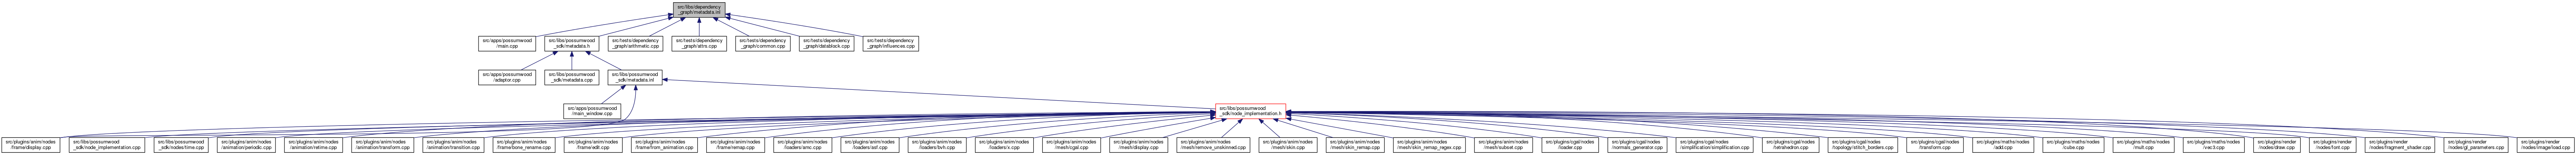 src/libs/dependency
_graph/metadata.inl
src/apps/possumwood
/main.cpp
src/libs/possumwood
_sdk/metadata.h
src/tests/dependency
_graph/arithmetic.cpp
src/tests/dependency
_graph/attrs.cpp
src/tests/dependency
_graph/common.cpp
src/tests/dependency
_graph/datablock.cpp
src/tests/dependency
_graph/influences.cpp
src/apps/possumwood
/adaptor.cpp
src/libs/possumwood
_sdk/metadata.cpp
src/libs/possumwood
_sdk/metadata.inl
src/apps/possumwood
/main_window.cpp
src/libs/possumwood
_sdk/node_implementation.h
src/plugins/anim/nodes
/frame/display.cpp
src/libs/possumwood
_sdk/node_implementation.cpp
src/libs/possumwood
_sdk/nodes/time.cpp
src/plugins/anim/nodes
/animation/periodic.cpp
src/plugins/anim/nodes
/animation/retime.cpp
src/plugins/anim/nodes
/animation/transform.cpp
src/plugins/anim/nodes
/animation/transition.cpp
src/plugins/anim/nodes
/frame/bone_rename.cpp
src/plugins/anim/nodes
/frame/edit.cpp
src/plugins/anim/nodes
/frame/from_animation.cpp
src/plugins/anim/nodes
/frame/remap.cpp
src/plugins/anim/nodes
/loaders/amc.cpp
src/plugins/anim/nodes
/loaders/asf.cpp
src/plugins/anim/nodes
/loaders/bvh.cpp
src/plugins/anim/nodes
/loaders/x.cpp
src/plugins/anim/nodes
/mesh/cgal.cpp
src/plugins/anim/nodes
/mesh/display.cpp
src/plugins/anim/nodes
/mesh/remove_unskinned.cpp
src/plugins/anim/nodes
/mesh/skin.cpp
src/plugins/anim/nodes
/mesh/skin_remap.cpp
src/plugins/anim/nodes
/mesh/skin_remap_regex.cpp
src/plugins/anim/nodes
/mesh/subset.cpp
src/plugins/cgal/nodes
/loader.cpp
src/plugins/cgal/nodes
/normals_generator.cpp
src/plugins/cgal/nodes
/simplification/simplification.cpp
src/plugins/cgal/nodes
/tetrahedron.cpp
src/plugins/cgal/nodes
/topology/stitch_borders.cpp
src/plugins/cgal/nodes
/transform.cpp
src/plugins/maths/nodes
/add.cpp
src/plugins/maths/nodes
/cube.cpp
src/plugins/maths/nodes
/mult.cpp
src/plugins/maths/nodes
/vec3.cpp
src/plugins/render
/nodes/draw.cpp
src/plugins/render
/nodes/font.cpp
src/plugins/render
/nodes/fragment_shader.cpp
src/plugins/render
/nodes/gl_parameters.cpp
src/plugins/render
/nodes/image/load.cpp